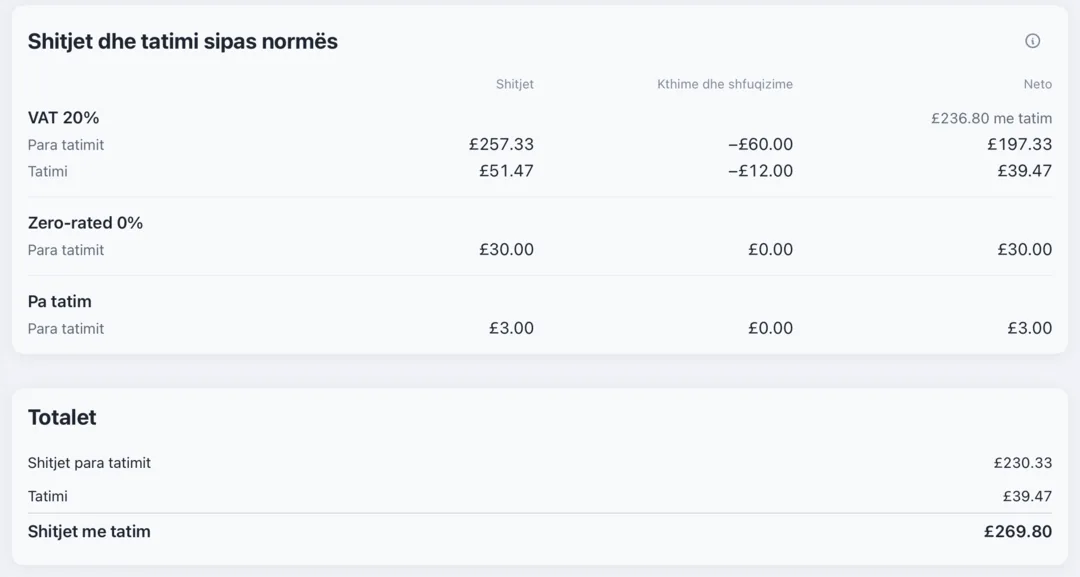 Shitjet dhe tatimi sipas normës
Shitjet Kthime dhe shfuqizime Neto
VAT 20% £236.80 me tatim
Para tatimit £257.33 –£60.00 £197.33
Tatimi £51.47 –£12.00 £39.47
Zero-rated 0%
Para tatimit £30.00 £0.00 £30.00
Pa tatim
Para tatimit £3.00 £0.00 £3.00
Totalet
Shitjet para tatimit £230.33
Tatimi £39.47
Shitjet me tatim £269.80